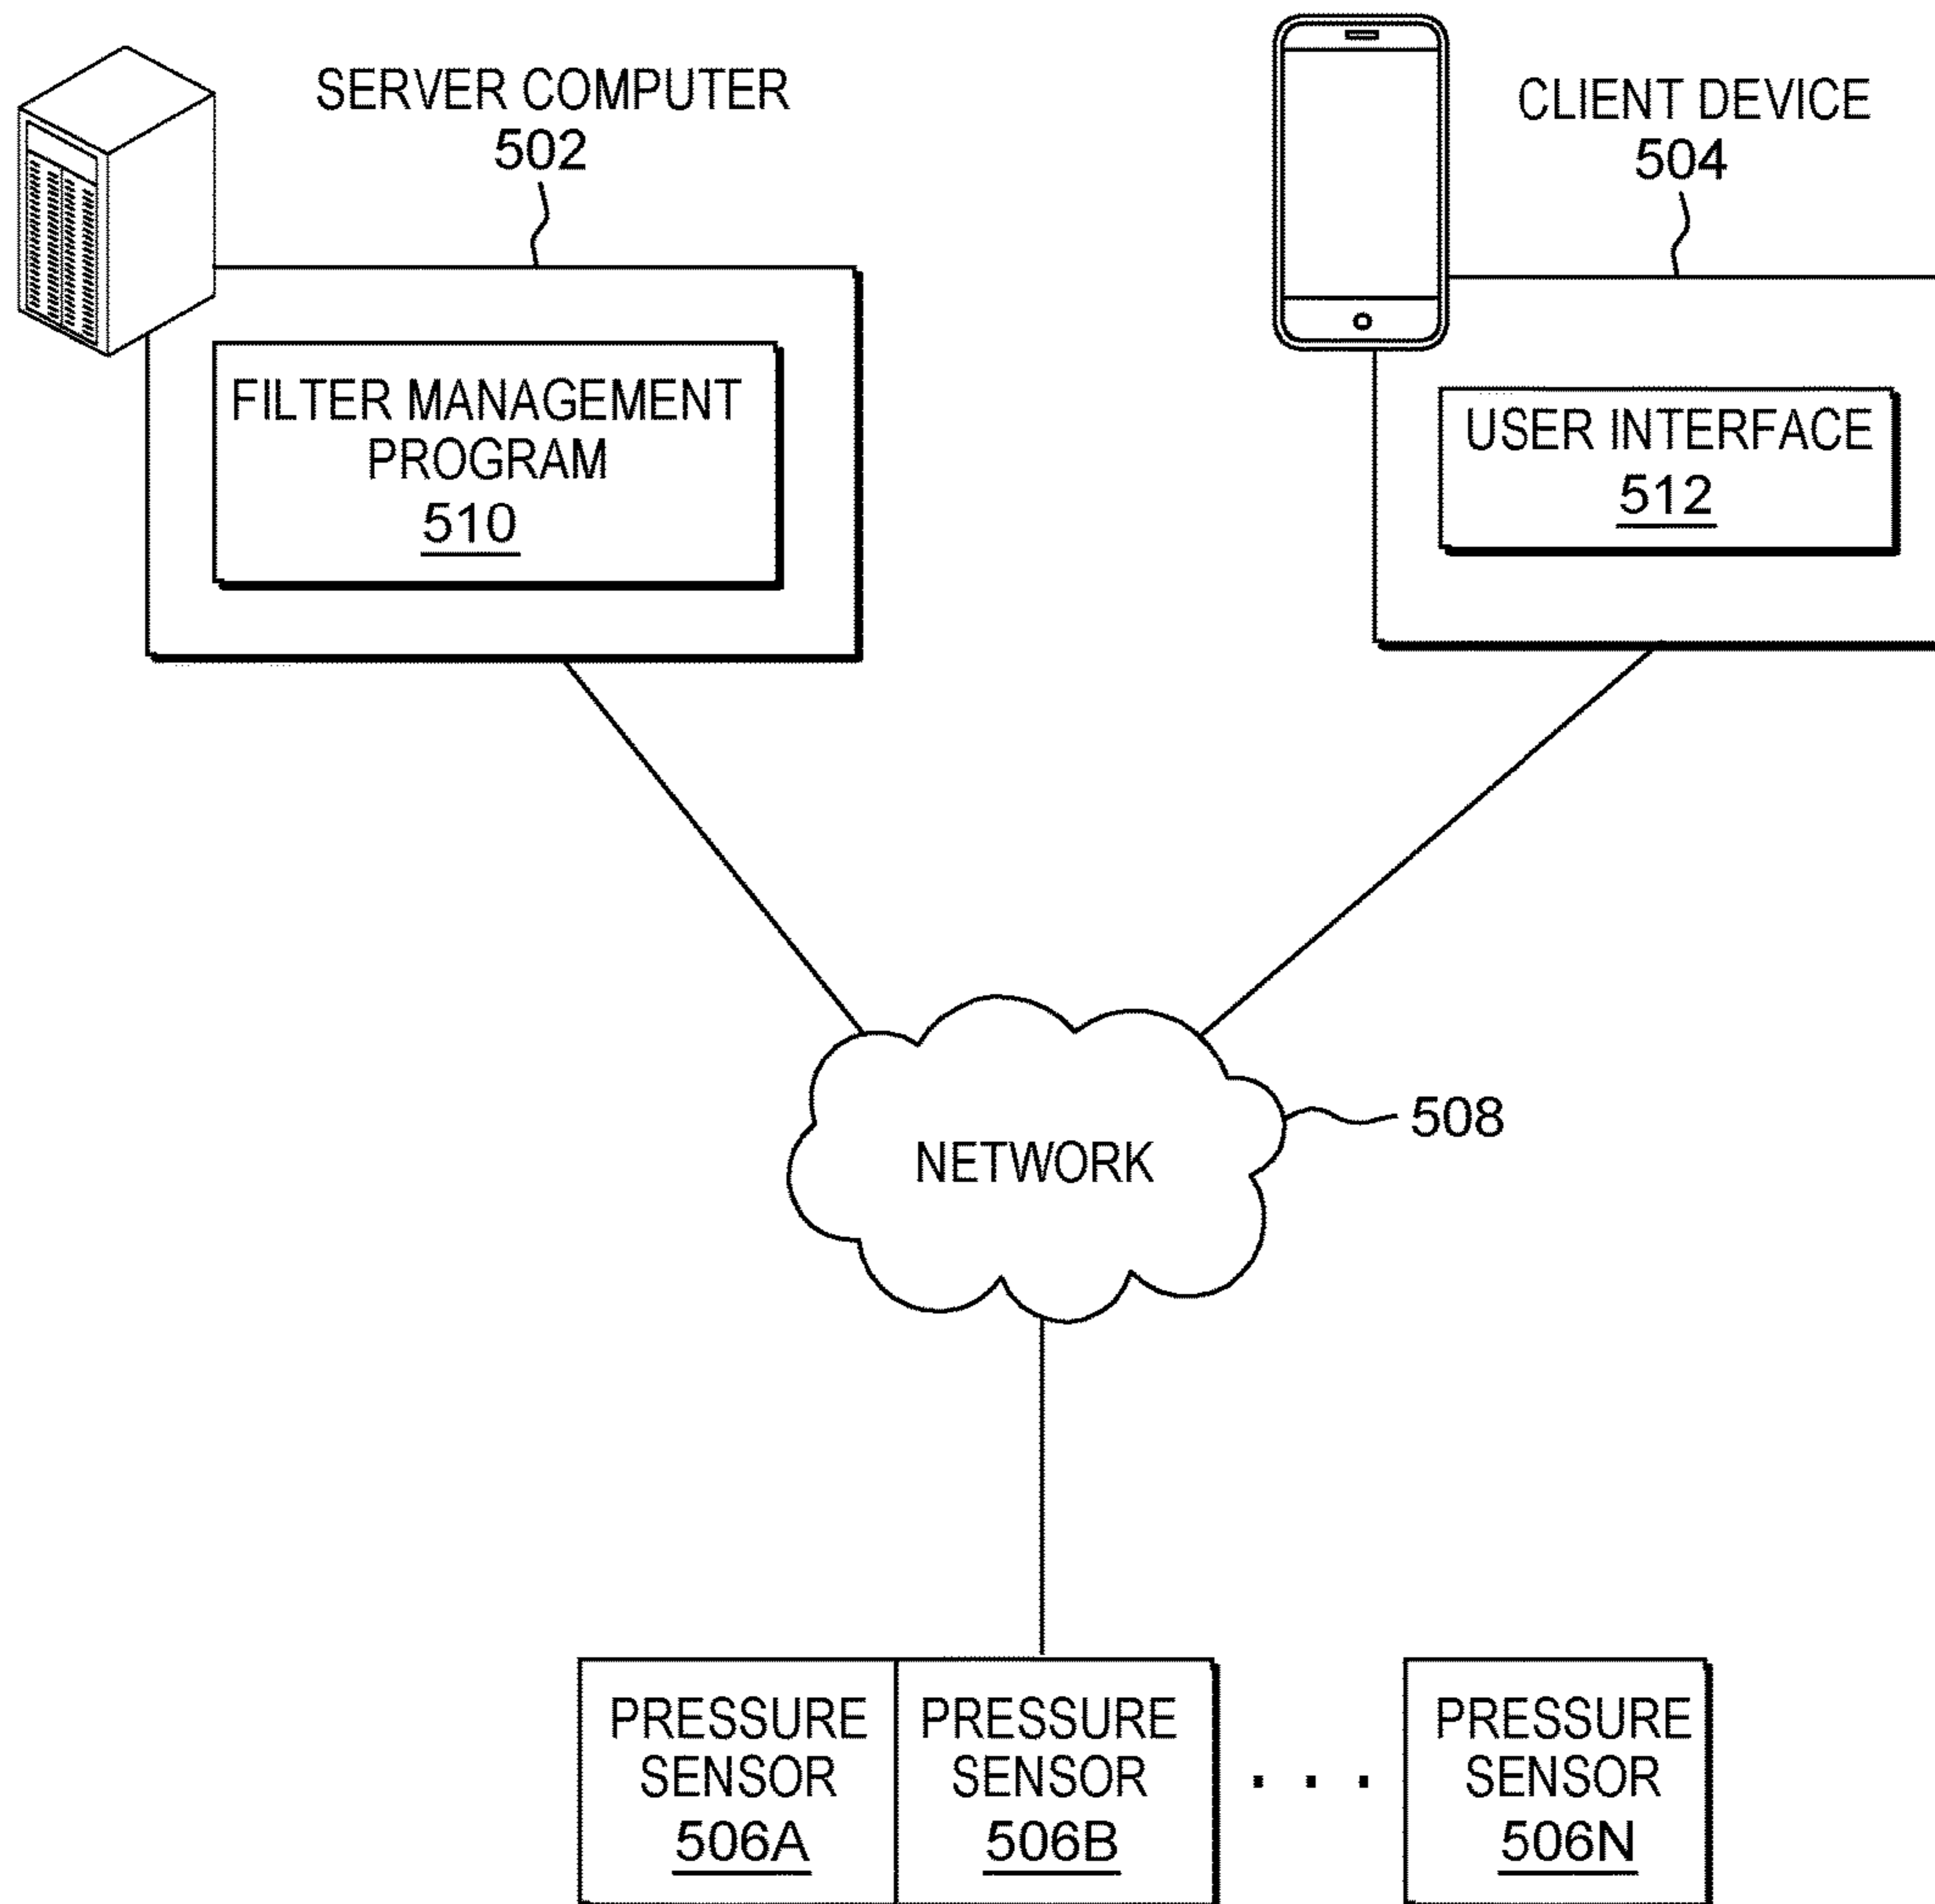 SERVER COMPUTER
502
CLIENT DEVICE
504
FILTER MANAGEMENT
PROGRAM
510
USER INTERFACE
512
NETWORK
508
PRESSURE
SENSOR
506A
PRESSURE
SENSOR
506B
. . .
PRESSURE
SENSOR
506N